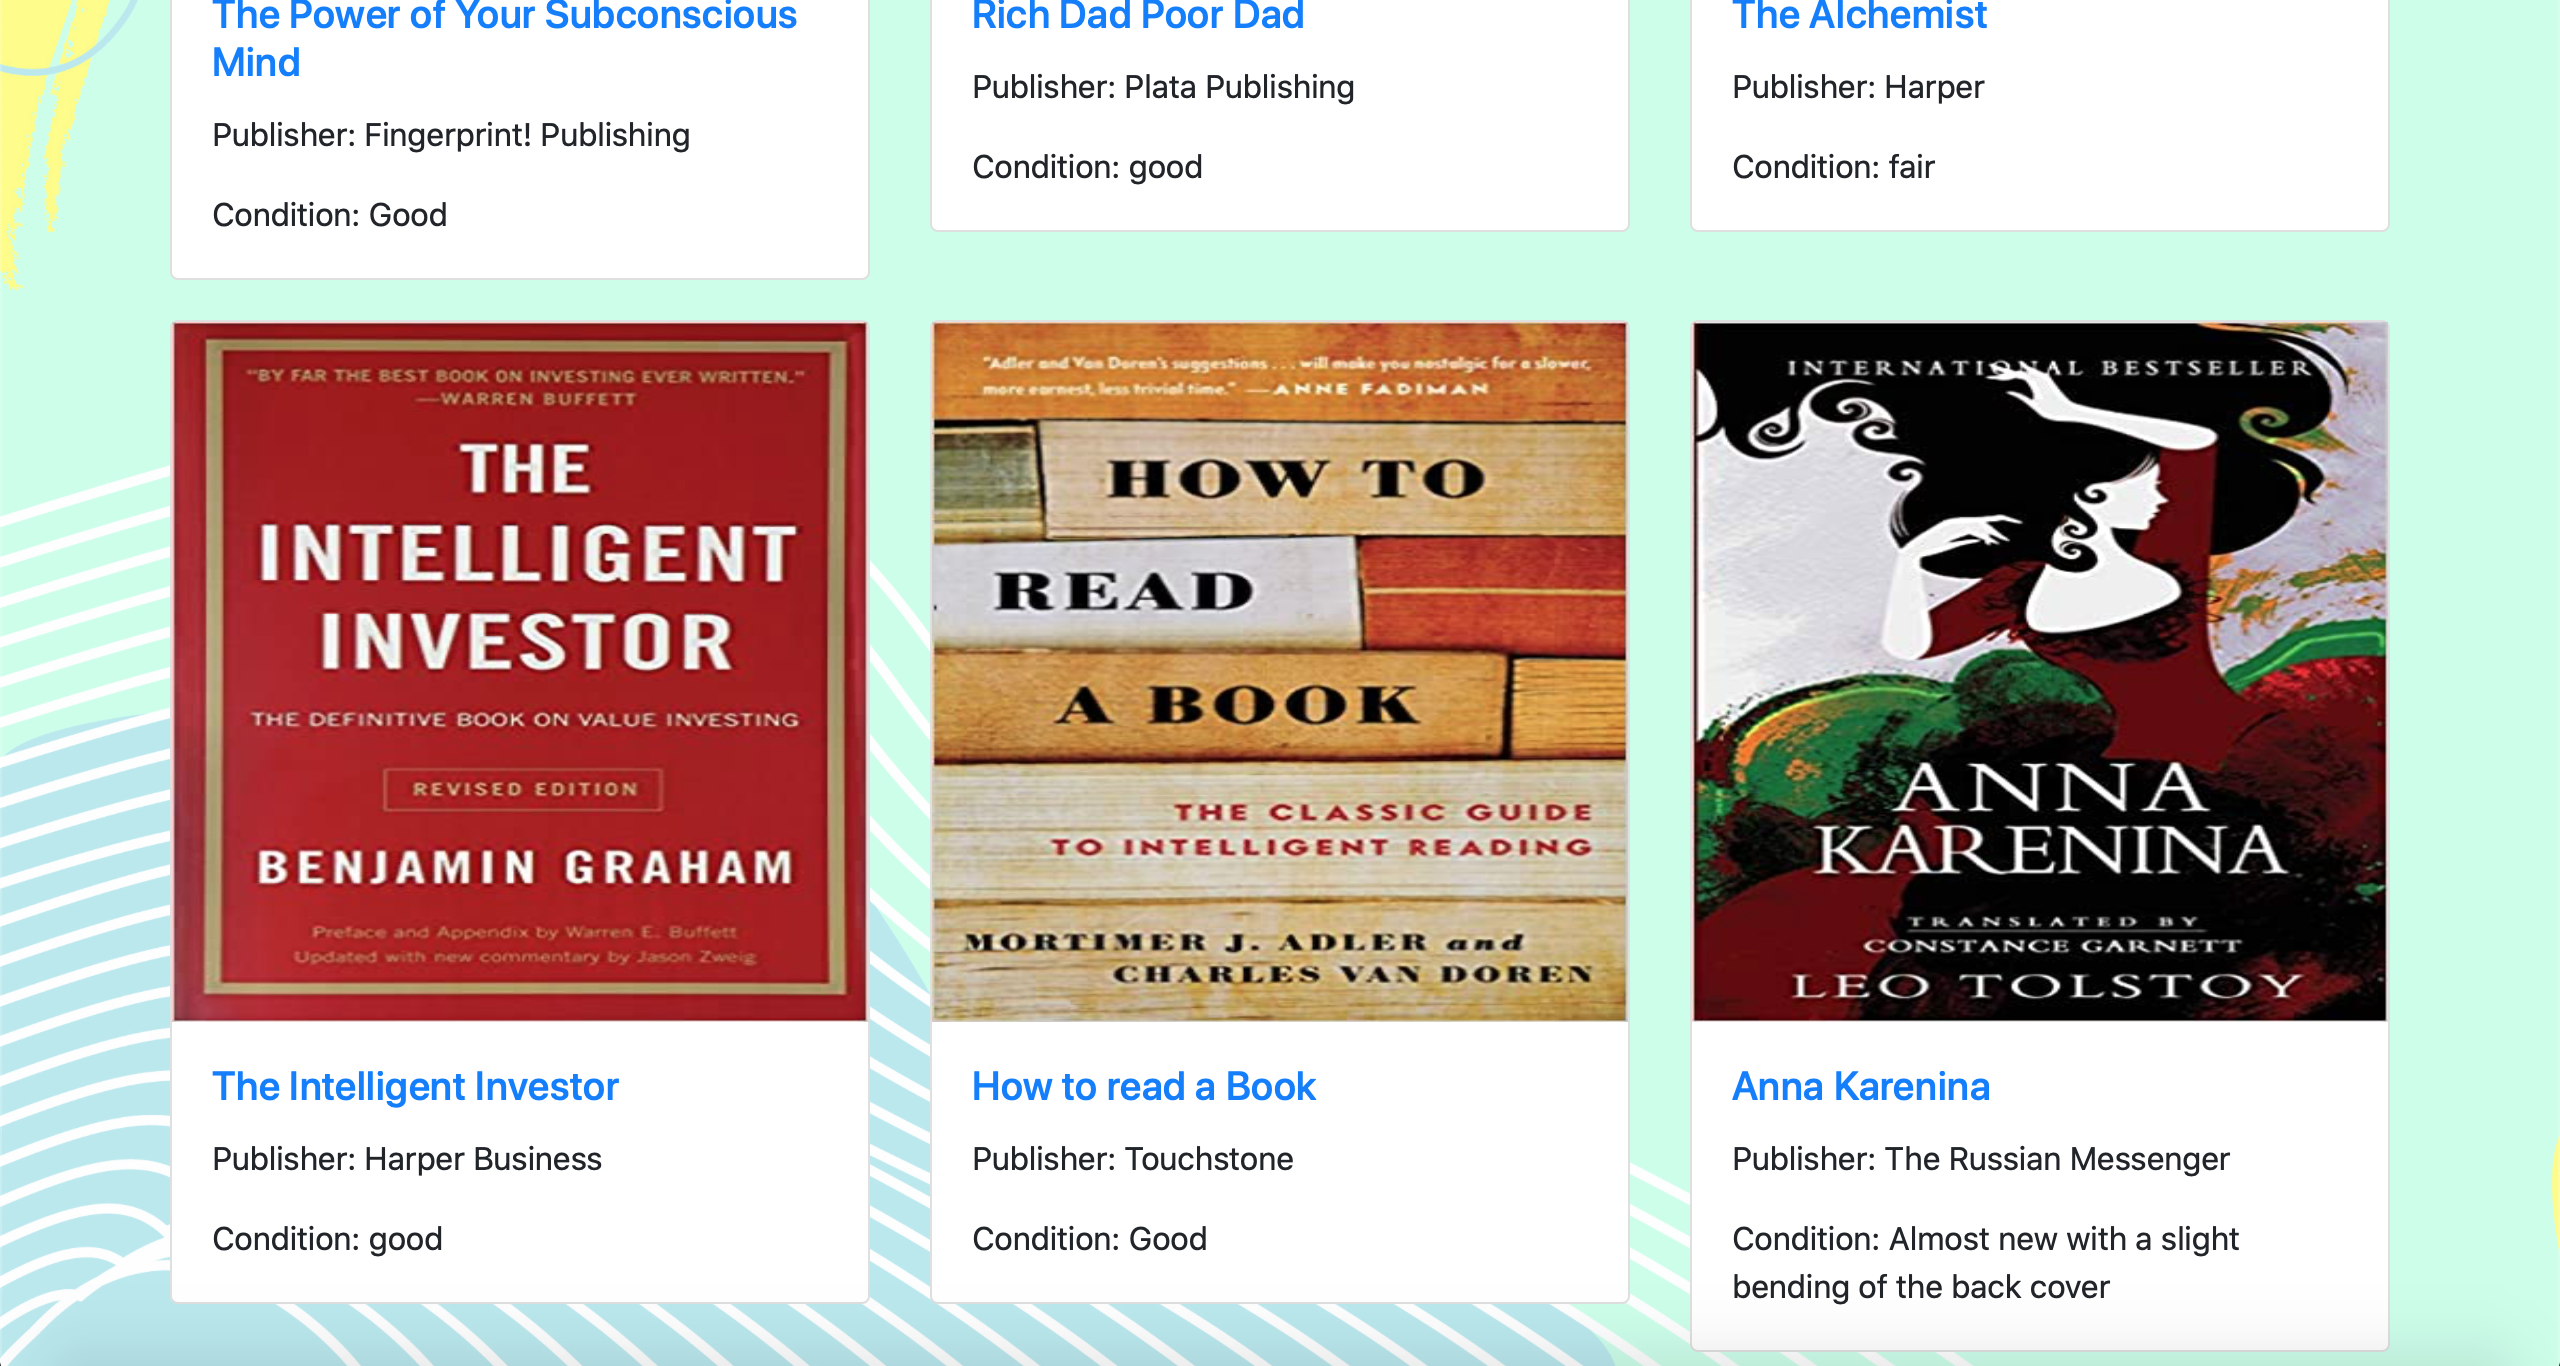 The Power of Your Subconscious
Mind
Publisher: Fingerprint! Publishing
Condition: Good
Rich Dad Poor Dad
Publisher: Plata Publishing
Condition: good
The Alchemist
Publisher: Harper
Condition: fair
"BY FAR THE BEST BOOK ON INVESTING EVER WRITTEN."
—WARREN BUFFETT
THE
INTELLIGENT
INVESTOR
THE DEFINITIVE BOOK ON VALUE INVESTING
REVISED EDITION
BENJAMIN GRAHAM
Preface and Appendix by Warren E. Buffett
Updated with new commentary by Jason Zweig
The Intelligent Investor
Publisher: Harper Business
Condition: good
"Adler and Van Doren's suggestions . . . will make you nostalgic for a slower,
more earnest, less trivial time." —ANNE FADIMAN
HOW TO
READ
A BOOK
THE CLASSIC GUIDE
TO INTELLIGENT READING
MORTIMER J. ADLER and
CHARLES VAN DOREN
How to read a Book
Publisher: Touchstone
Condition: Good
INTERNATIONAL BESTSELLER
ANNA
KARENINA
TRANSLATED BY
CONSTANCE GARNETT
LEO TOLSTOY
Anna Karenina
Publisher: The Russian Messenger
Condition: Almost new with a slight
bending of the back cover